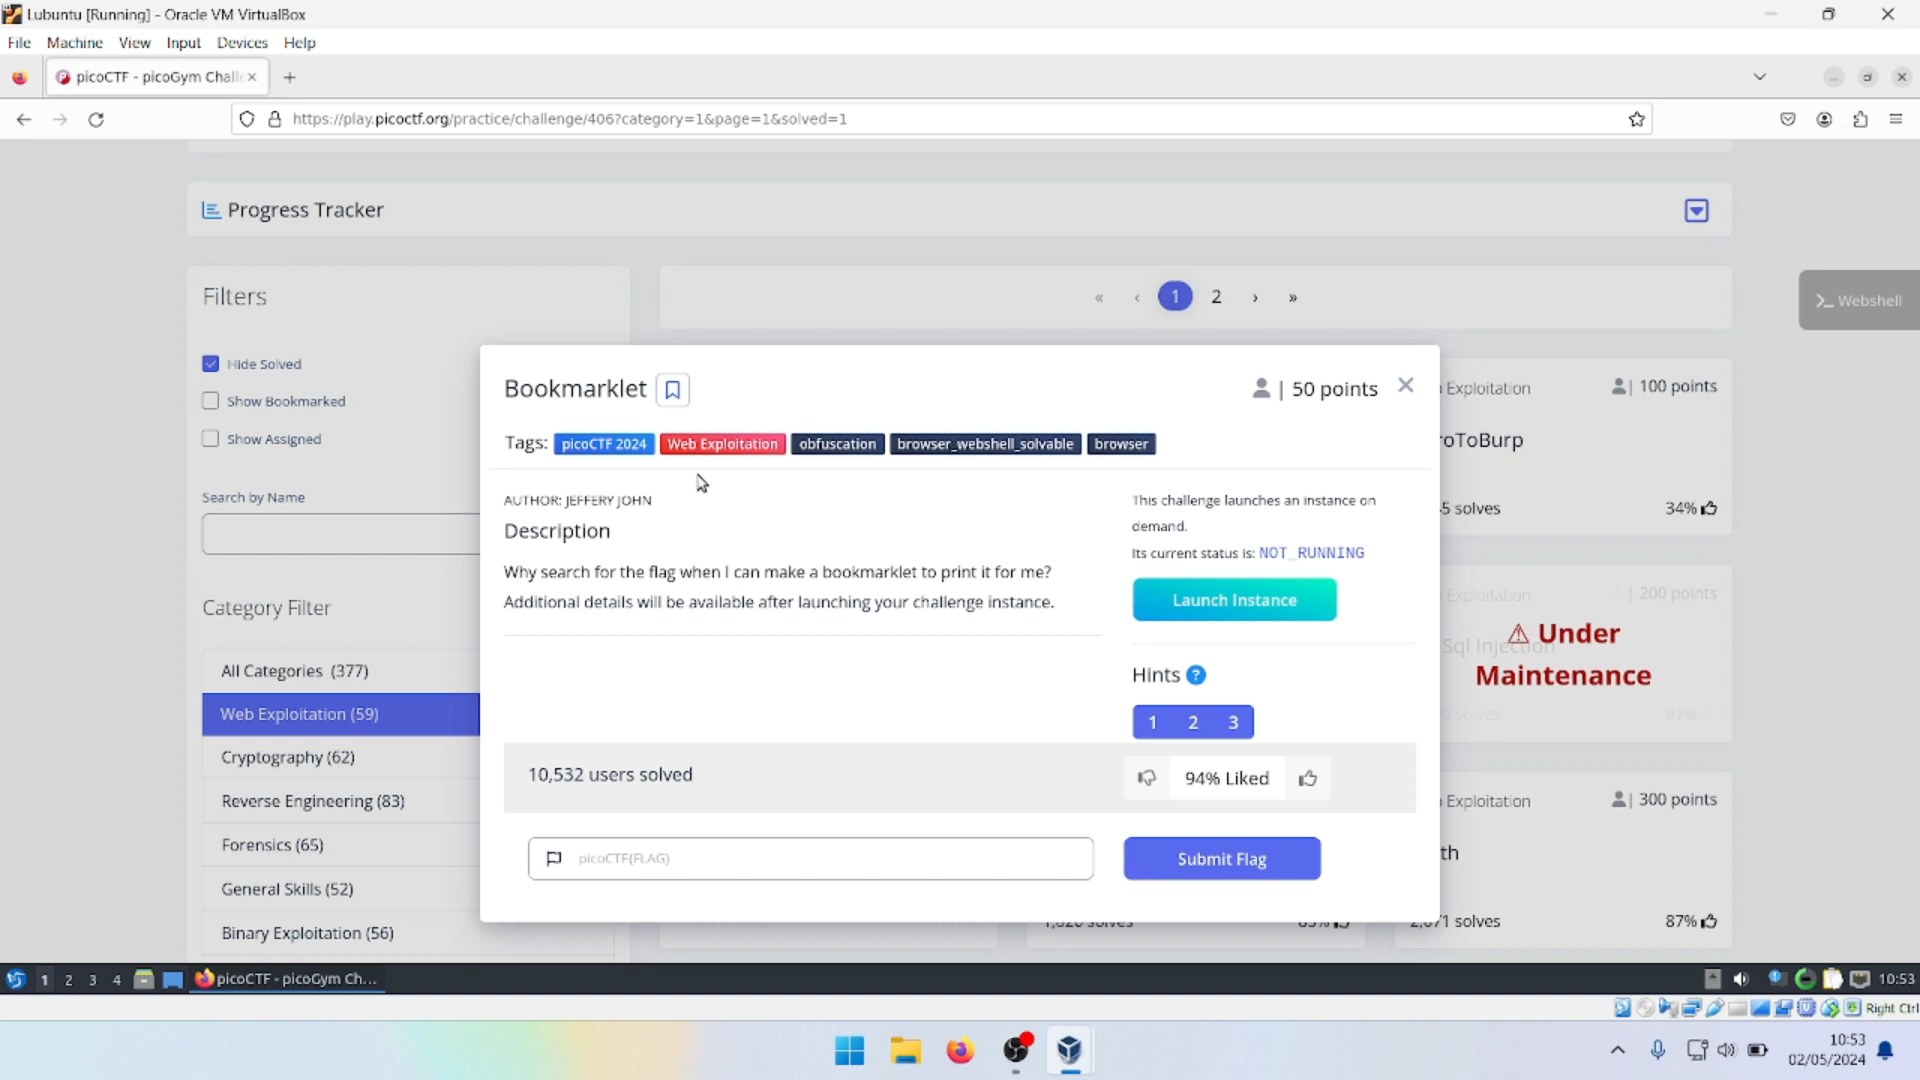 Lubuntu [Running] - Oracle VM VirtualBox
File Machine View Input Devices Help
picoCTF - picoGym Chall
https://play.picoctf.org/practice/challenge/406?category=1&page=1&solved=1
Progress Tracker
Filters
« ‹ 1 2 › »
>_ Webshell
Hide Solved
Show Bookmarked
Show Assigned
Search by Name
Category Filter
All Categories (377)
Web Exploitation (59)
Cryptography (62)
Reverse Engineering (83)
Forensics (65)
General Skills (52)
Binary Exploitation (56)
Bookmarklet
| 50 points
Tags: picoCTF 2024 Web Exploitation obfuscation browser_webshell_solvable browser
AUTHOR: JEFFERY JOHN
Description
Why search for the flag when I can make a bookmarklet to print it for me?
Additional details will be available after launching your challenge instance.
This challenge launches an instance on
demand.
Its current status is: NOT_RUNNING
Launch Instance
Hints ?
1 2 3
10,532 users solved
94% Liked
picoCTF{FLAG}
Submit Flag
Exploitation | 100 points
oToBurp
5 solves 34%
Exploitation | 200 points
Sql Injection
⚠ Under
Maintenance
solves 91%
Exploitation | 300 points
th
solves 87%
1 2 3 4 picoCTF - picoGym Ch... 10:53
Right Ctrl
10:53
02/05/2024